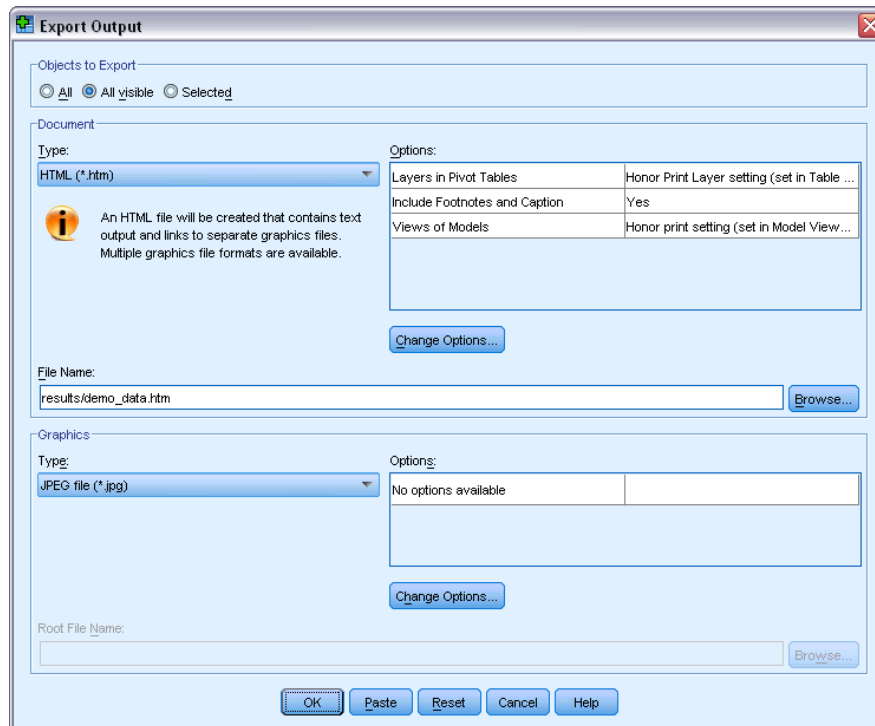 Export Output
Objects to Export
All All visible Selected
Document
Type:
HTML (*.htm)
An HTML file will be created that contains text
output and links to separate graphics files.
Multiple graphics file formats are available.
Options:
Layers in Pivot Tables Honor Print Layer setting (set in Table ...
Include Footnotes and Caption Yes
Views of Models Honor print setting (set in Model View...
Change Options...
File Name:
results/demo_data.htm Browse...
Graphics
Type:
JPEG file (*.jpg)
Options:
No options available
Change Options...
Root File Name:
Browse...
OK Paste Reset Cancel Help